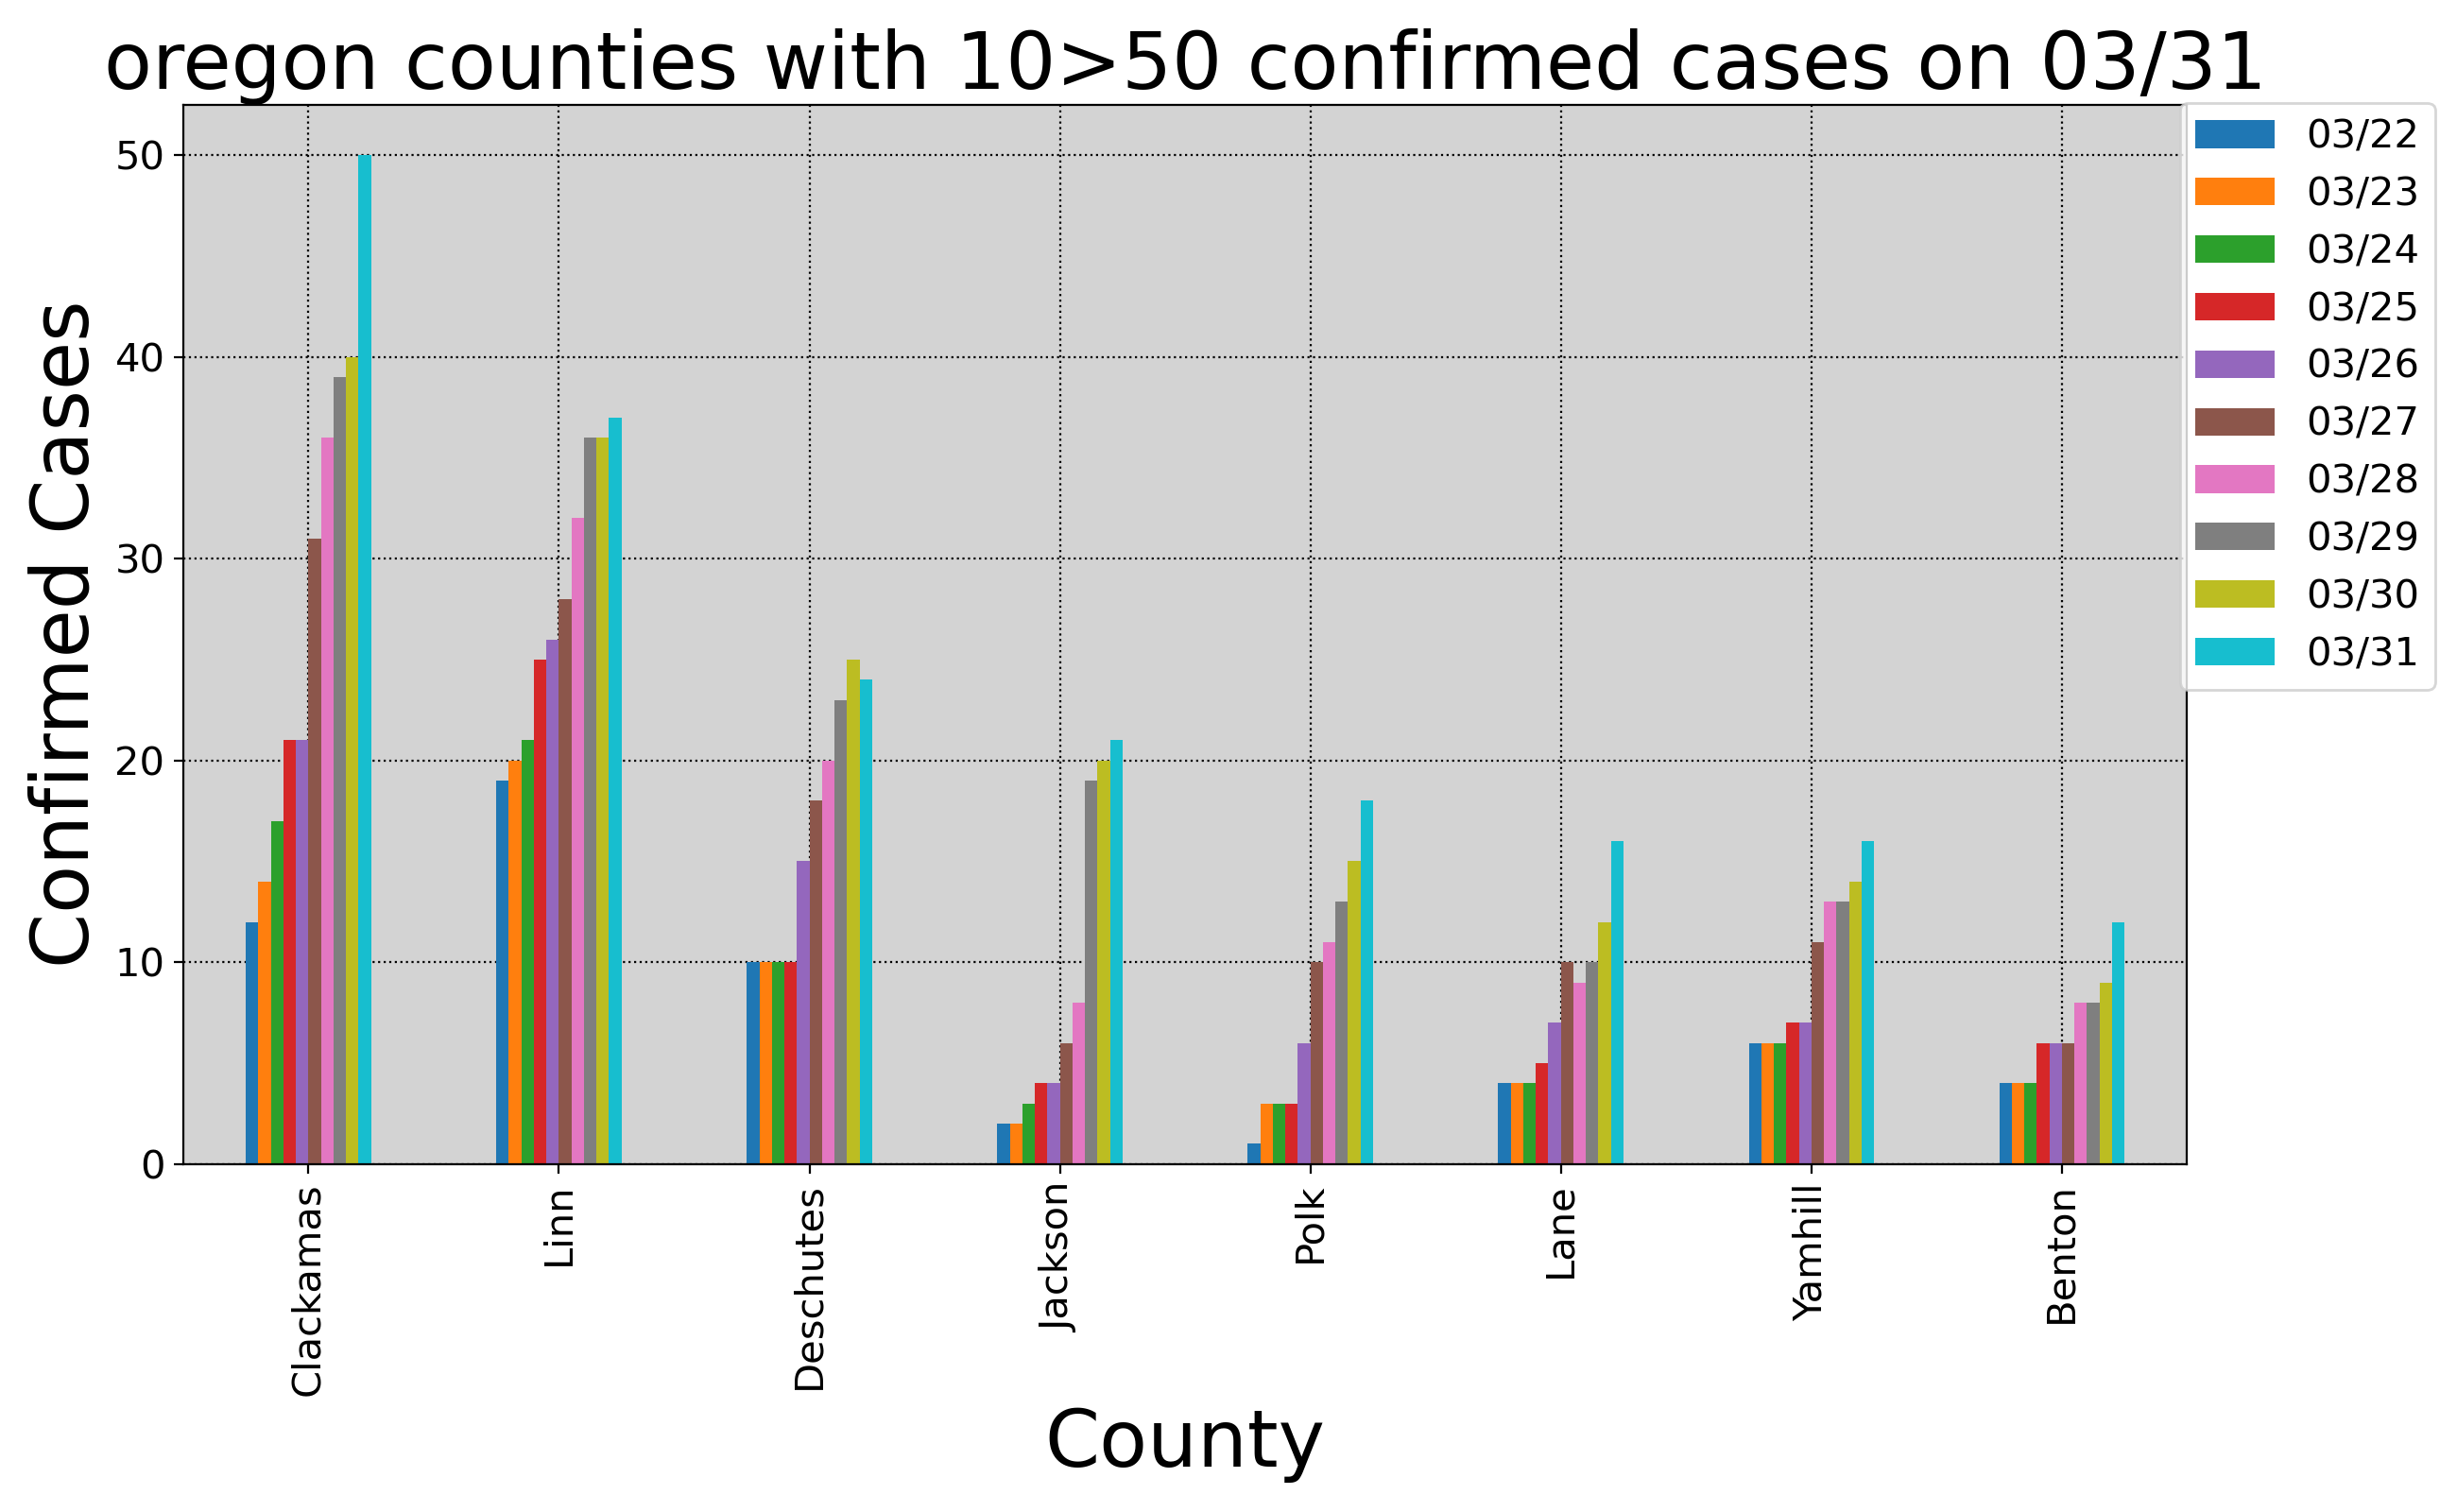 oregon counties with 10>50 confirmed cases on 03/31
Confirmed Cases
50
40
30
20
10
0
03/22
03/23
03/24
03/25
03/26
03/27
03/28
03/29
03/30
03/31
Clackamas
Linn
Deschutes
Jackson
Polk
Lane
Yamhill
Benton
County